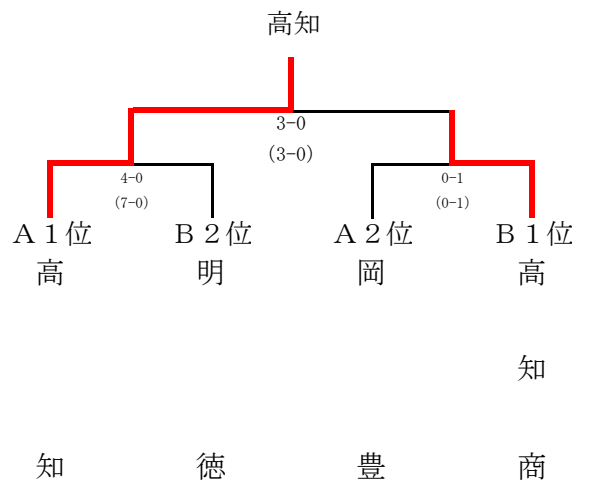 高知
3-0
(3-0)
4-0
(7-0)
0-1
(0-1)
Ａ１位
Ｂ２位
Ａ２位
Ｂ１位
高知
明徳
岡豊
高知商